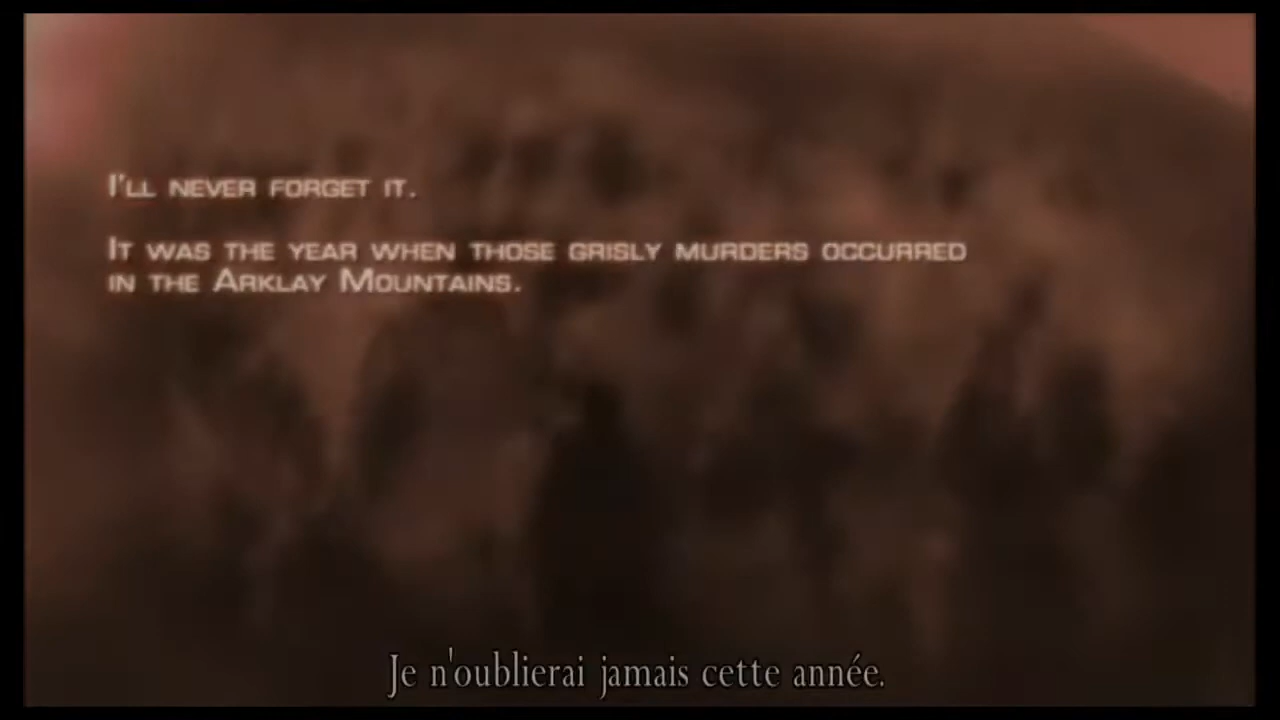 I'LL NEVER FORGET IT.
IT WAS THE YEAR WHEN THOSE GRISLY MURDERS OCCURRED
IN THE ARKLAY MOUNTAINS.
Je n'oublierai jamais cette année.